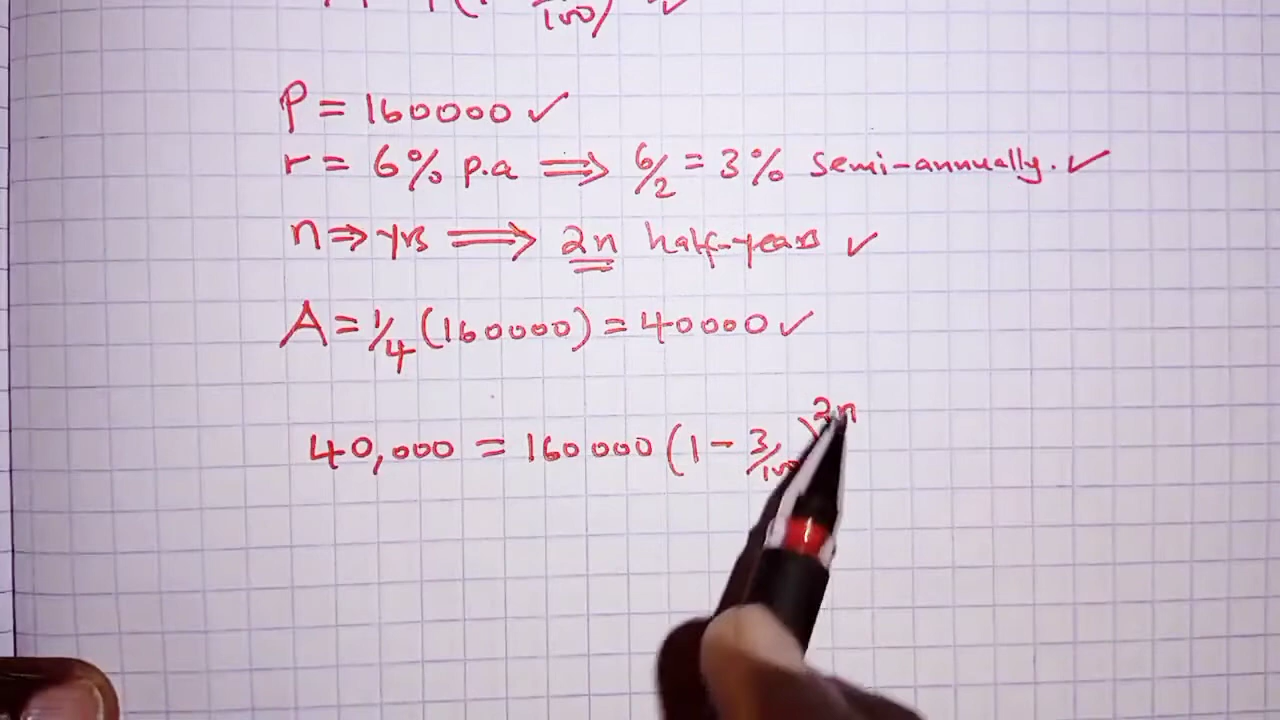 P = 160000 ✓
r = 6% p.a ⟹ 6/2 = 3% semi-annually. ✓
n ⇒ yrs ⟹ 2n half-years ✓
A = 1/4 (160000) = 40000 ✓
40,000 = 160000 (1 - 3/100)^2n